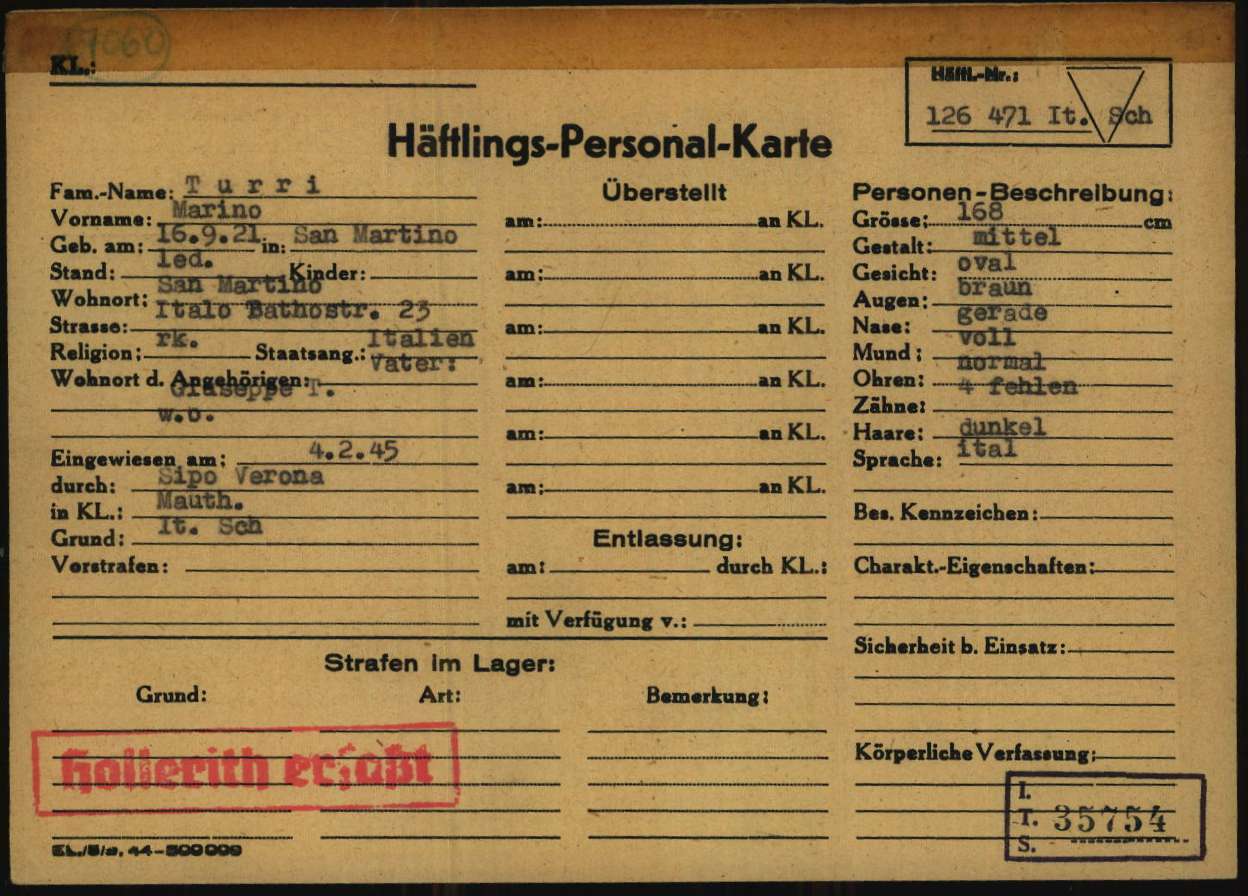 17060
KL.:
Häftl.-Nr.:
126 471 It. Sch
Häftlings-Personal-Karte
Fam.-Name: T u r r i
Vorname: Marino
Geb. am: 16.9.21 in: San Martino
Stand: led. Kinder:
Wohnort: San Martino
Strasse: Italo Bathostr. 23
Religion: rk. Staatsang.: Italien
Wohnort d. Angehörigen: Vater:
Giuseppe T.
w.o.
Eingewiesen am: 4.2.45
durch: Sipo Verona
in KL.: Mauth.
Grund: It. Sch
Vorstrafen:
Überstellt
am: an KL.
am: an KL.
am: an KL.
am: an KL.
am: an KL.
am: an KL.
Entlassung:
am: durch KL.:
mit Verfügung v.:
Personen-Beschreibung:
Grösse: 168 cm
Gestalt: mittel
Gesicht: oval
Augen: braun
Nase: gerade
Mund: voll
Ohren: normal
Zähne: 4 fehlen
Haare: dunkel
Sprache: ital
Bes. Kennzeichen:
Charakt.-Eigenschaften:
Sicherheit b. Einsatz:
Körperliche Verfassung:
Strafen im Lager:
Grund: Art: Bemerkung:
Hollerith erfaßt
I.
T. 35754
S.
KL./5/ 44-500000